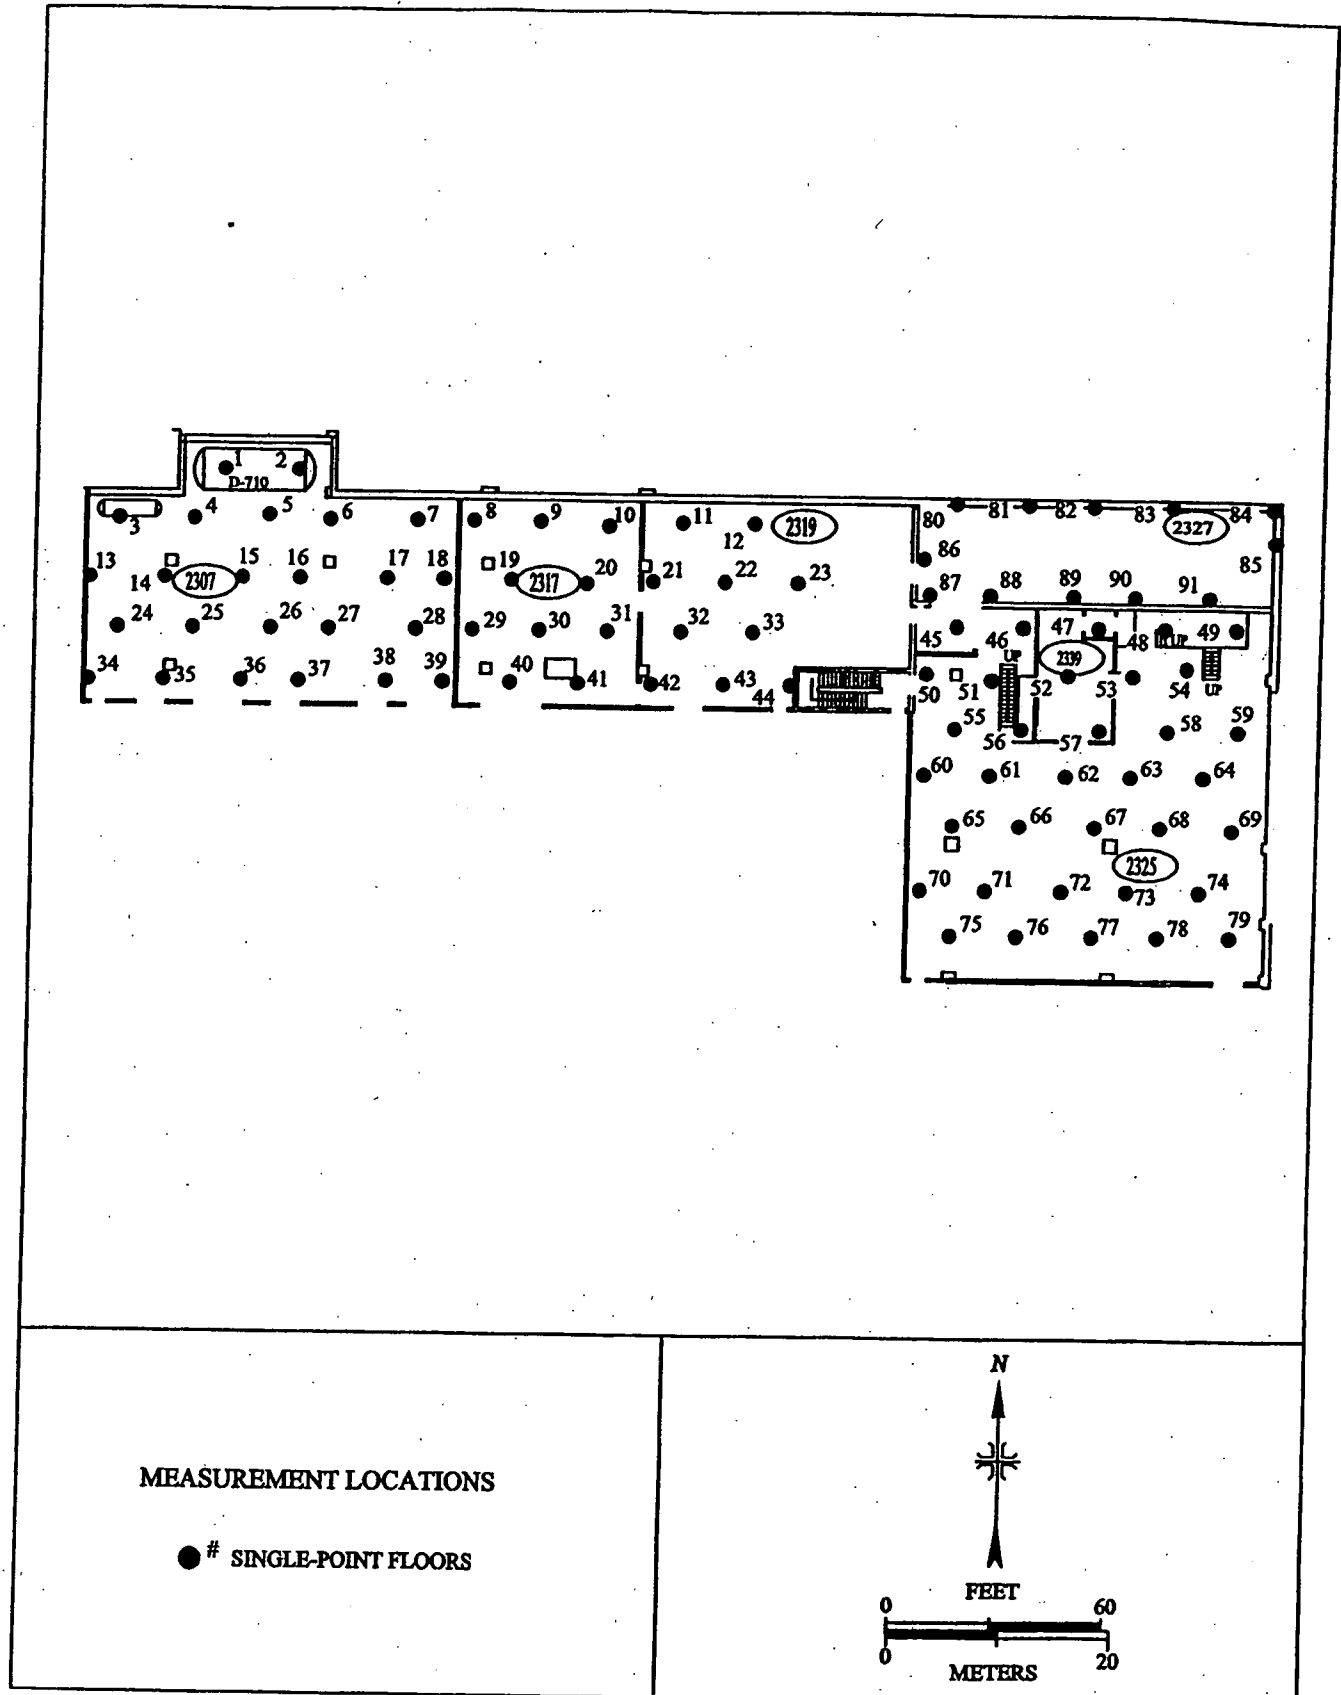 1 2
D-710
3 4 5 6 7 8 9 10 11 12 2319 80 81 82 83 84
2327
85
13 14 2307 15 16 17 18 19 2317 20 21 22 23 86
87 88 89 90 91
24 25 26 27 28 29 30 31 32 33 45 46 47 48 UP 49
UP 2339
34 35 36 37 38 39 40 41 42 43 44 50 51 52 53 54
UP
55 56 57 58 59
60 61 62 63 64
65 66 67 68 69
2325
70 71 72 73 74
75 76 77 78 79
MEASUREMENT LOCATIONS
# SINGLE-POINT FLOORS
N
FEET
0 60
0 20
METERS